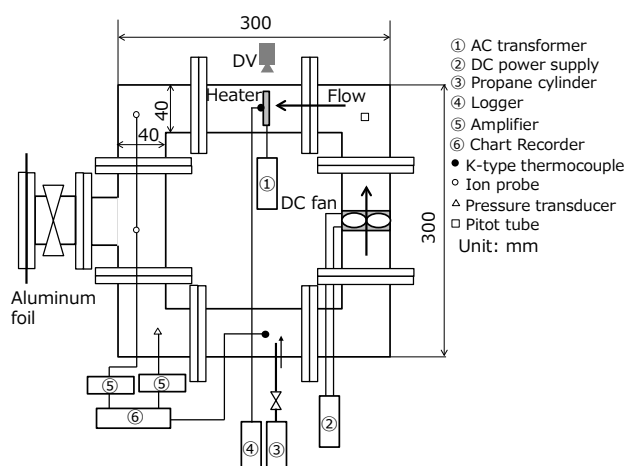 300
DV
Heater
Flow
40
40
①
DC fan
300
Aluminum
foil
⑤
⑤
⑥
④
③
②
① AC transformer
② DC power supply
③ Propane cylinder
④ Logger
⑤ Amplifier
⑥ Chart Recorder
K-type thermocouple
Ion probe
Pressure transducer
Pitot tube
Unit: mm